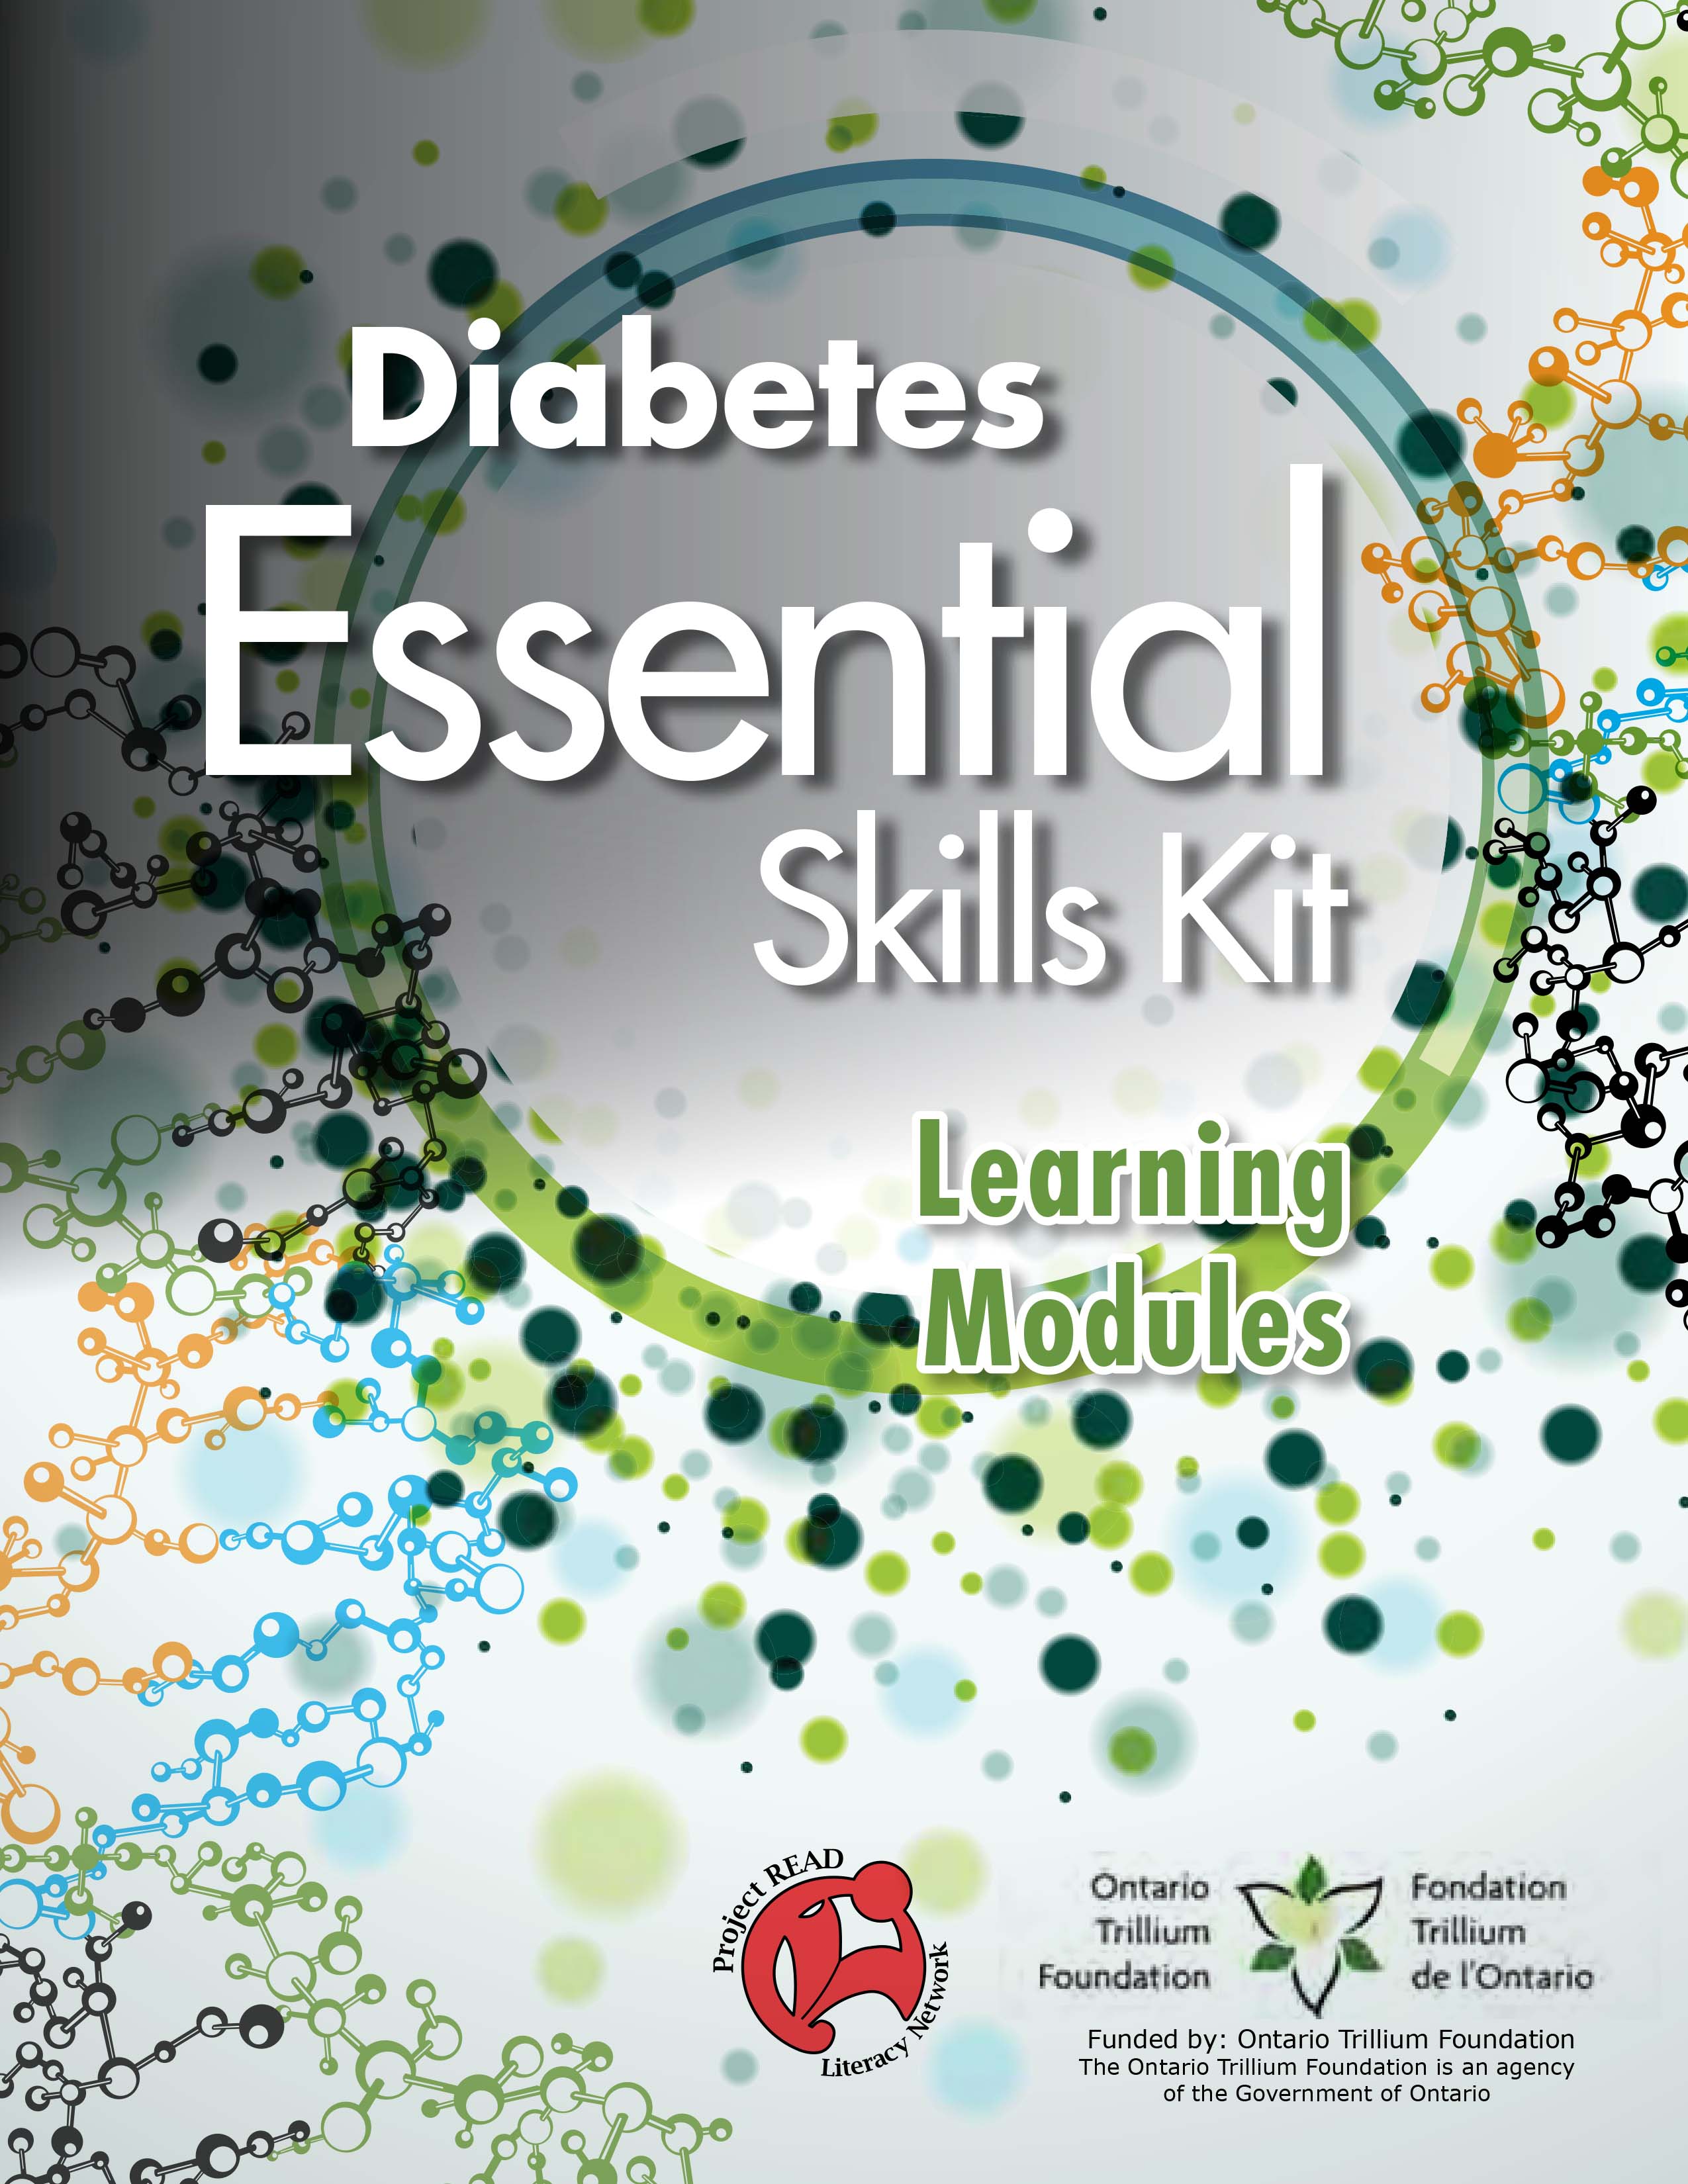 Diabetes
Essential
Skills Kit
Learning
Modules
Project READ
Literacy Network
Ontario
Trillium
Foundation
Fondation
Trillium
de l'Ontario
Funded by: Ontario Trillium Foundation
The Ontario Trillium Foundation is an agency
of the Government of Ontario